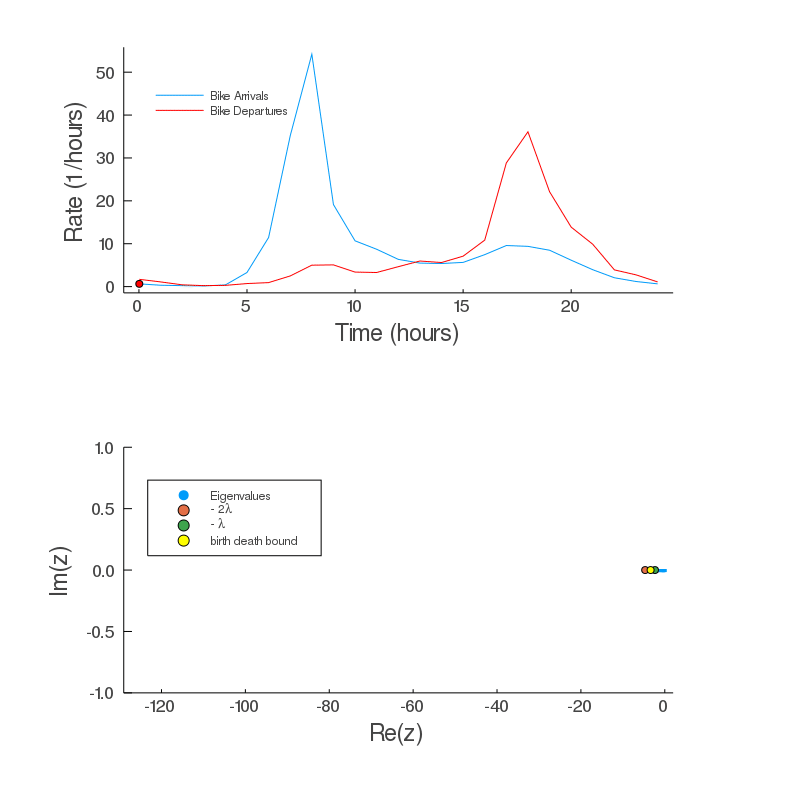 50
40
30
20
10
0
Rate (1/hours)
Bike Arrivals
Bike Departures
0 5 10 15 20
Time (hours)
1.0
0.5
0.0
-0.5
-1.0
Im(z)
Eigenvalues
- 2λ
- λ
birth death bound
-120 -100 -80 -60 -40 -20 0
Re(z)